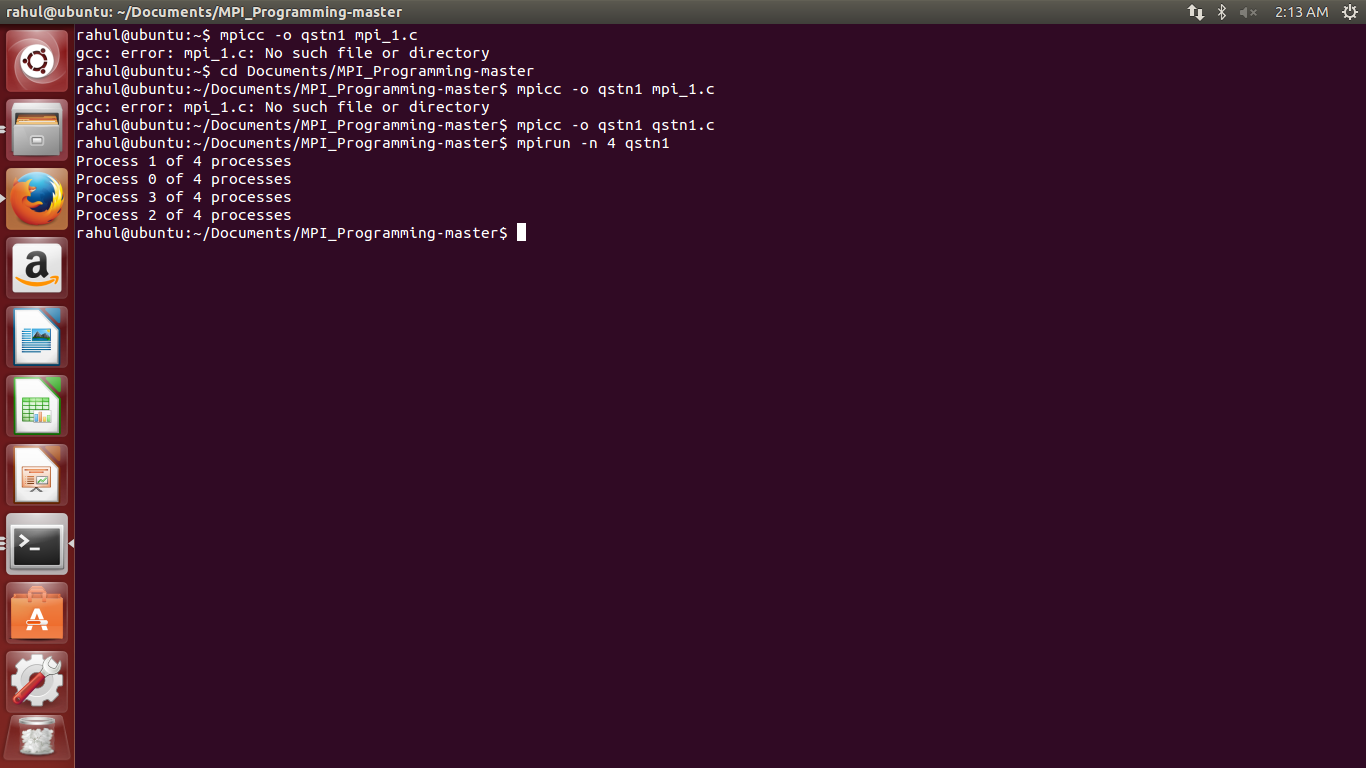 rahul@ubuntu: ~/Documents/MPI_Programming-master
2:13 AM
rahul@ubuntu:~$ mpicc -o qstn1 mpi_1.c
gcc: error: mpi_1.c: No such file or directory
rahul@ubuntu:~$ cd Documents/MPI_Programming-master
rahul@ubuntu:~/Documents/MPI_Programming-master$ mpicc -o qstn1 mpi_1.c
gcc: error: mpi_1.c: No such file or directory
rahul@ubuntu:~/Documents/MPI_Programming-master$ mpicc -o qstn1 qstn1.c
rahul@ubuntu:~/Documents/MPI_Programming-master$ mpirun -n 4 qstn1
Process 1 of 4 processes
Process 0 of 4 processes
Process 3 of 4 processes
Process 2 of 4 processes
rahul@ubuntu:~/Documents/MPI_Programming-master$